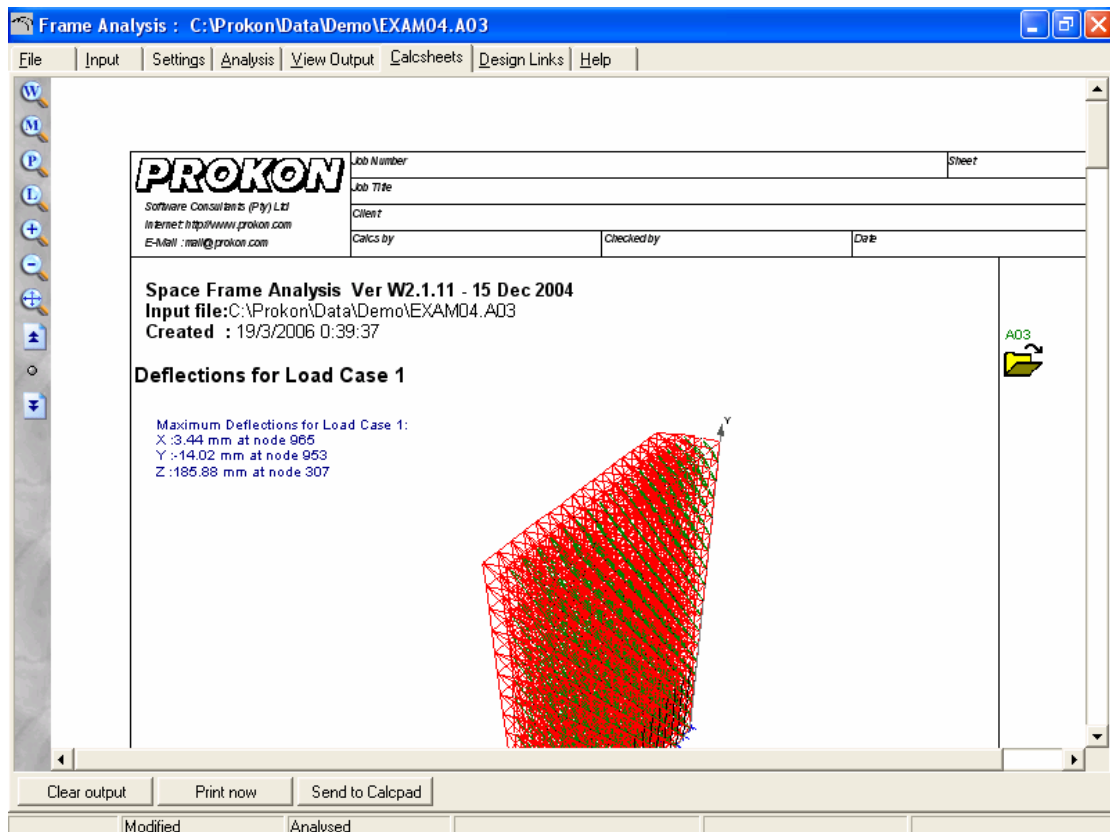 Frame Analysis : C:\Prokon\Data\Demo\EXAM04.A03
File Input Settings Analysis View Output Calcsheets Design Links Help
W
M
P
L
PROKON
Software Consultants (Pty) Ltd
Internet: http://www.prokon.com
E-Mail : mail@prokon.com
Job Number Sheet
Job Title
Client
Calcs by Checked by Date
Space Frame Analysis Ver W2.1.11 - 15 Dec 2004
Input file:C:\Prokon\Data\Demo\EXAM04.A03
Created : 19/3/2006 0:39:37
A03
Deflections for Load Case 1
Maximum Deflections for Load Case 1:
X :3.44 mm at node 965
Y :-14.02 mm at node 953
Z :185.88 mm at node 307
Y
Clear output Print now Send to Calcpad
Modified Analysed